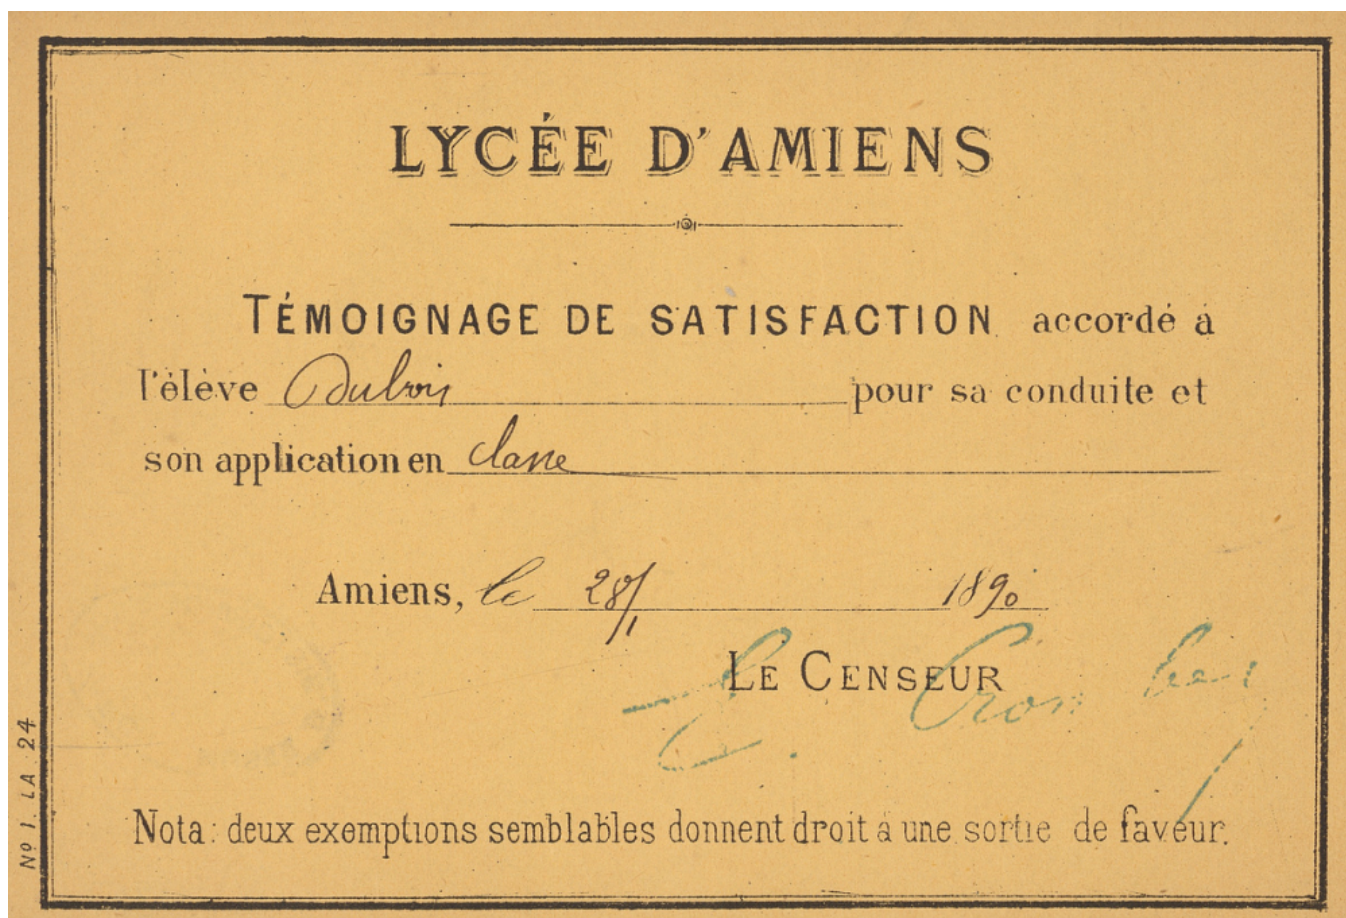 LYCÉE D'AMIENS
TÉMOIGNAGE DE SATISFACTION accordé à
l'élève Dubois pour sa conduite et
son application en classe
Amiens, le 28/1 1890
LE CENSEUR
Nota: deux exemptions semblables donnent droit à une sortie de faveur.
Nº 1. LA 24